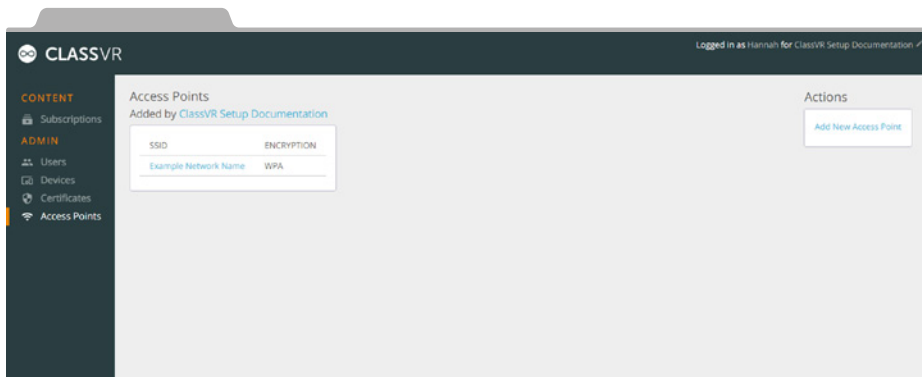 CLASSVR
Logged in as Hannah for ClassVR Setup Documentation
CONTENT
Subscriptions
ADMIN
Users
Devices
Certificates
Access Points
Access Points
Added by ClassVR Setup Documentation
SSID ENCRYPTION
Example Network Name WPA
Actions
Add New Access Point